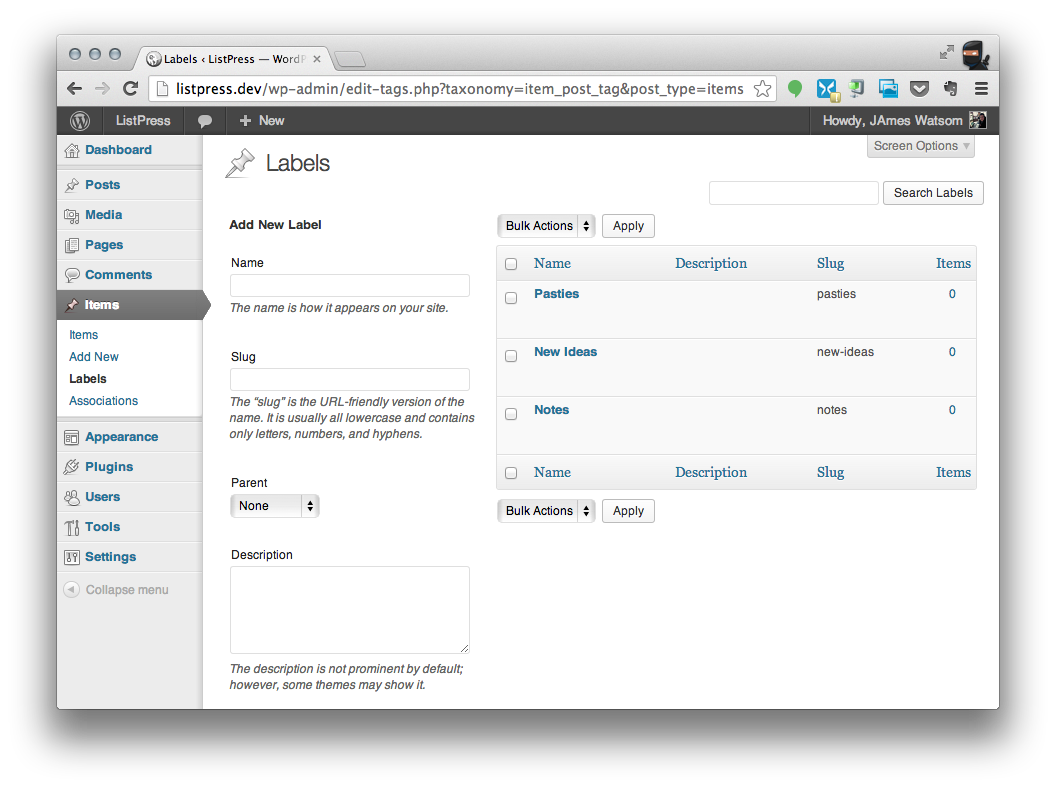 Labels ‹ ListPress — WordP
listpress.dev/wp-admin/edit-tags.php?taxonomy=item_post_tag&post_type=items
ListPress
+ New
Howdy, JAmes Watsom
Screen Options
Dashboard
Posts
Media
Pages
Comments
Items
Items
Add New
Labels
Associations
Appearance
Plugins
Users
Tools
Settings
Collapse menu
Labels
Search Labels
Add New Label
Name
The name is how it appears on your site.
Slug
The “slug” is the URL-friendly version of the
name. It is usually all lowercase and contains
only letters, numbers, and hyphens.
Parent
None
Description
The description is not prominent by default;
however, some themes may show it.
Bulk Actions Apply
Name Description Slug Items
Pasties pasties 0
New Ideas new-ideas 0
Notes notes 0
Name Description Slug Items
Bulk Actions Apply